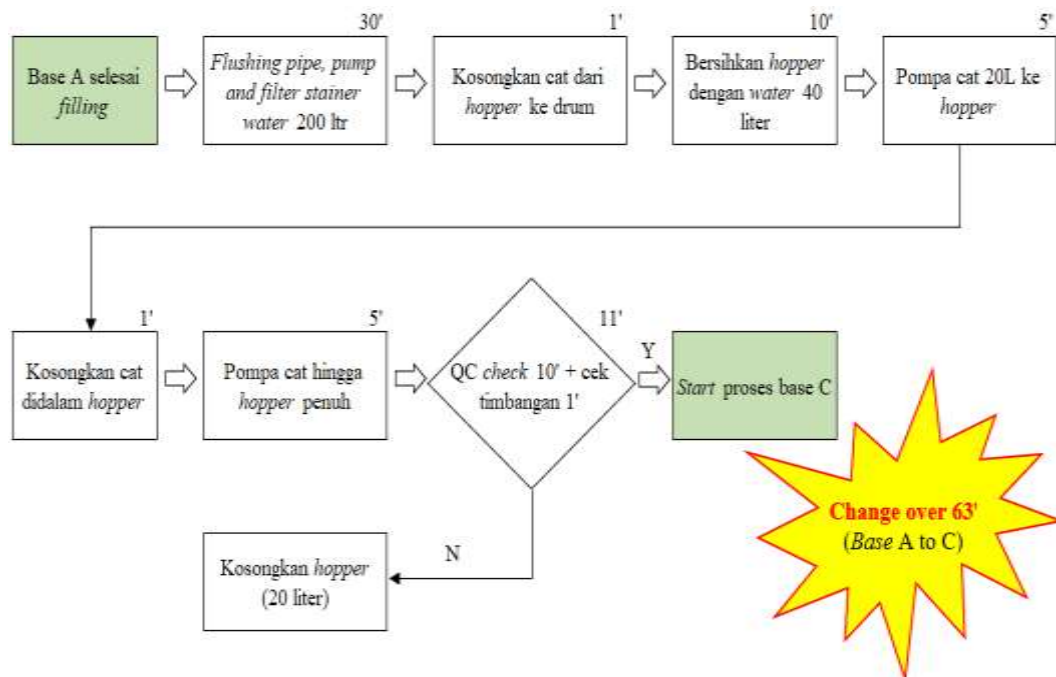 30'
1'
10'
5'
Base A selesai
filling
Flushing pipe, pump
and filter stainer
water 200 ltr
Kosongkan cat dari
hopper ke drum
Bersihkan hopper
dengan water 40
liter
Pompa cat 20L ke
hopper
1'
5'
11'
Kosongkan cat
didalam hopper
Pompa cat hingga
hopper penuh
QC check 10' + cek
timbangan 1'
Y
Start proses base C
Change over 63'
(Base A to C)
N
Kosongkan hopper
(20 liter)